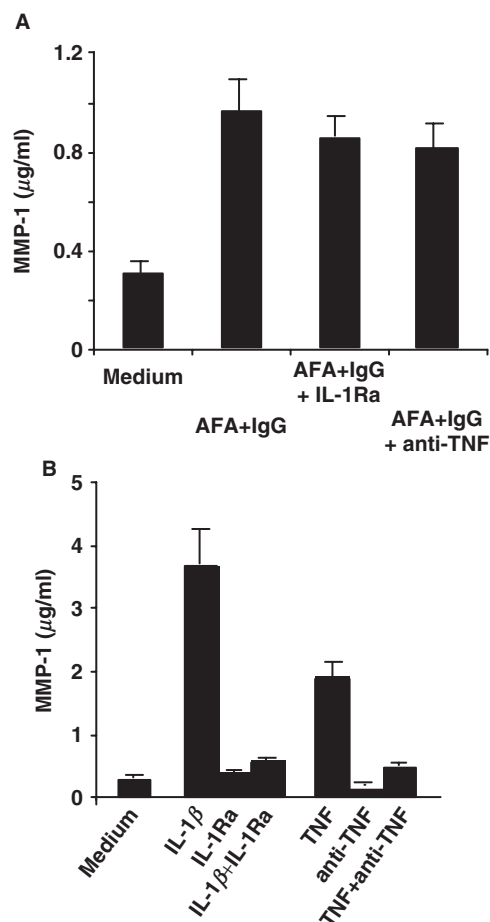 A
1.2
0.8
0.4
0
MMP-1 (μg/ml)
Medium
AFA+IgG
AFA+IgG
+ IL-1Ra
AFA+IgG
+ anti-TNF
B
5
4
3
2
1
0
MMP-1 (μg/ml)
Medium
IL-1β
IL-1Ra
IL-1β+IL-1Ra
TNF
anti-TNF
TNF+anti-TNF